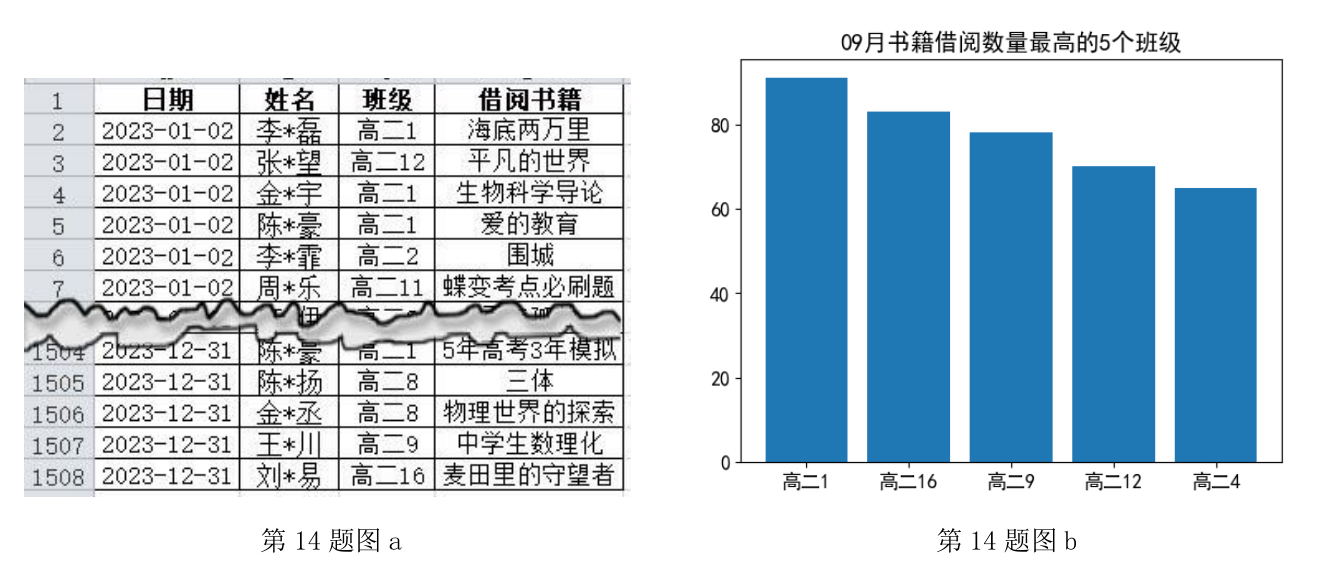 1 日期 姓名 班级 借阅书籍
2 2023-01-02 李*磊 高二1 海底两万里
3 2023-01-02 张*望 高二12 平凡的世界
4 2023-01-02 金*宇 高二1 生物科学导论
5 2023-01-02 陈*豪 高二1 爱的教育
6 2023-01-02 李*霏 高二2 围城
7 2023-01-02 周*乐 高二11 蝶变考点必刷题
1504 2023-12-31 陈*豪 高二1 5年高考3年模拟
1505 2023-12-31 陈*扬 高二8 三体
1506 2023-12-31 金*丞 高二8 物理世界的探索
1507 2023-12-31 王*川 高二9 中学生数理化
1508 2023-12-31 刘*易 高二16 麦田里的守望者
第 14 题图 a
09月书籍借阅数量最高的5个班级
80
60
40
20
0
高二1 高二16 高二9 高二12 高二4
第 14 题图 b